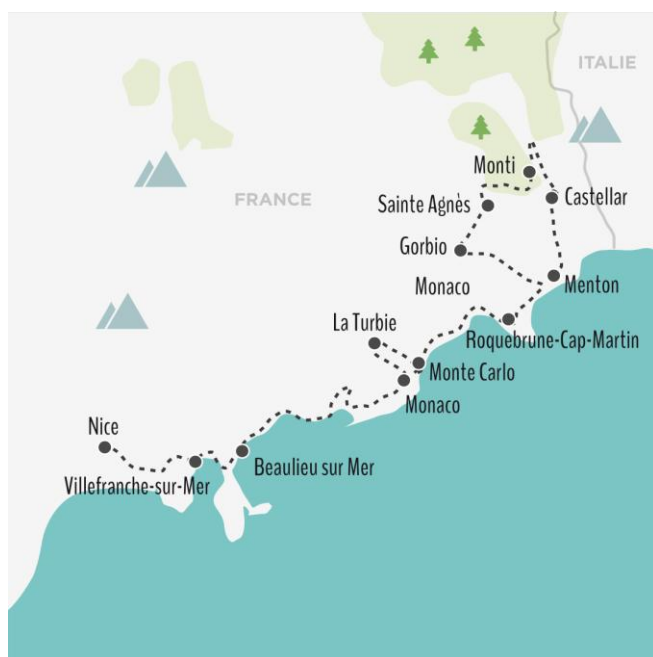 ITALIE
Monti
FRANCE
Sainte Agnès
Castellar
Gorbio
Monaco
Menton
La Turbie
Roquebrune-Cap-Martin
Monte Carlo
Monaco
Nice
Beaulieu sur Mer
Villefranche-sur-Mer